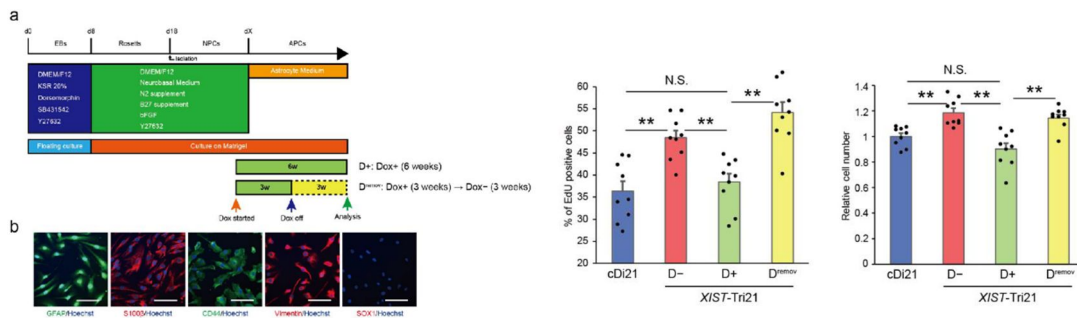 a
d0 d8 d18 dX
EBs Rosetts NPCs APCs
Isolation
DMEM/F12
KSR 20%
Dorsomorphin
SB431542
Y27632
DMEM/F12
Neurobasal Medium
N2 supplement
B27 supplement
bFGF
Y27632
Astrocyte Medium
Floating culture Culture on Matrigel
6w D+: Dox+ (6 weeks)
3w 3w Dremov: Dox+ (3 weeks) → Dox− (3 weeks)
Dox started Dox off Analysis
b
GFAP/Hoechst S100β/Hoechst CD44/Hoechst Vimentin/Hoechst SOX1/Hoechst
% of EdU positive cells
60
55
50
45
40
35
30
25
N.S.
** ** **
cDi21 D− D+ Dremov
XIST-Tri21
Relative cell number
1.4
1.2
1
0.8
0.6
0.4
0.2
0
N.S.
** ** **
cDi21 D− D+ Dremov
XIST-Tri21